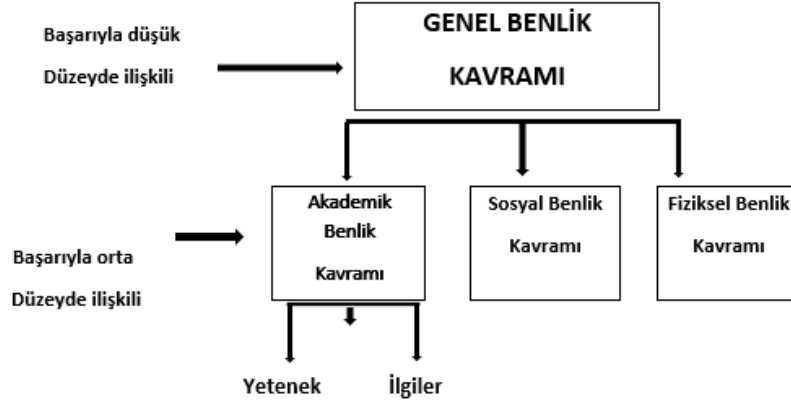 Başarıyla düşük
Düzeyde ilişkili
GENEL BENLİK
KAVRAMI
Başarıyla orta
Düzeyde ilişkili
Akademik
Benlik
Kavramı
Sosyal Benlik
Kavramı
Fiziksel Benlik
Kavramı
Yetenek
İlgiler